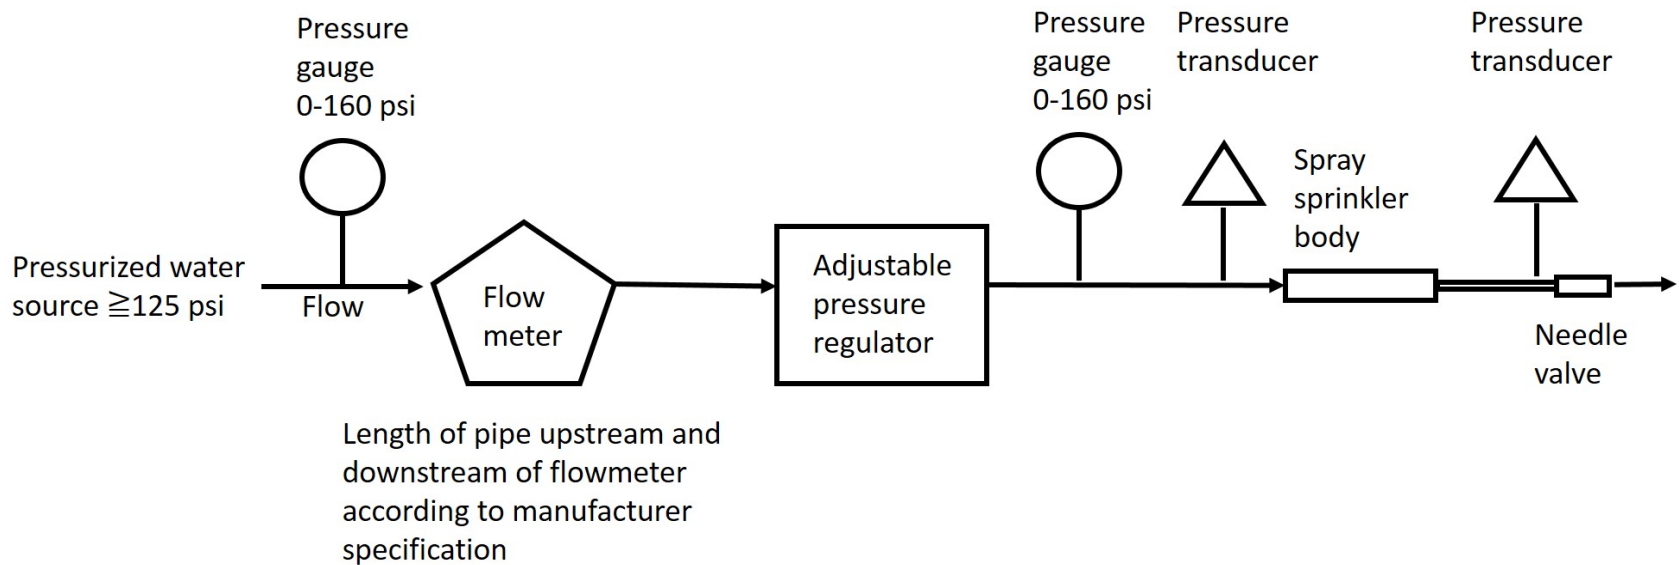 Pressure
gauge
0-160 psi
Pressure
gauge
0-160 psi
Pressure
transducer
Pressure
transducer
Spray
sprinkler
body
Pressurized water
source ≧125 psi
Flow
Flow
meter
Adjustable
pressure
regulator
Needle
valve
Length of pipe upstream and
downstream of flowmeter
according to manufacturer
specification